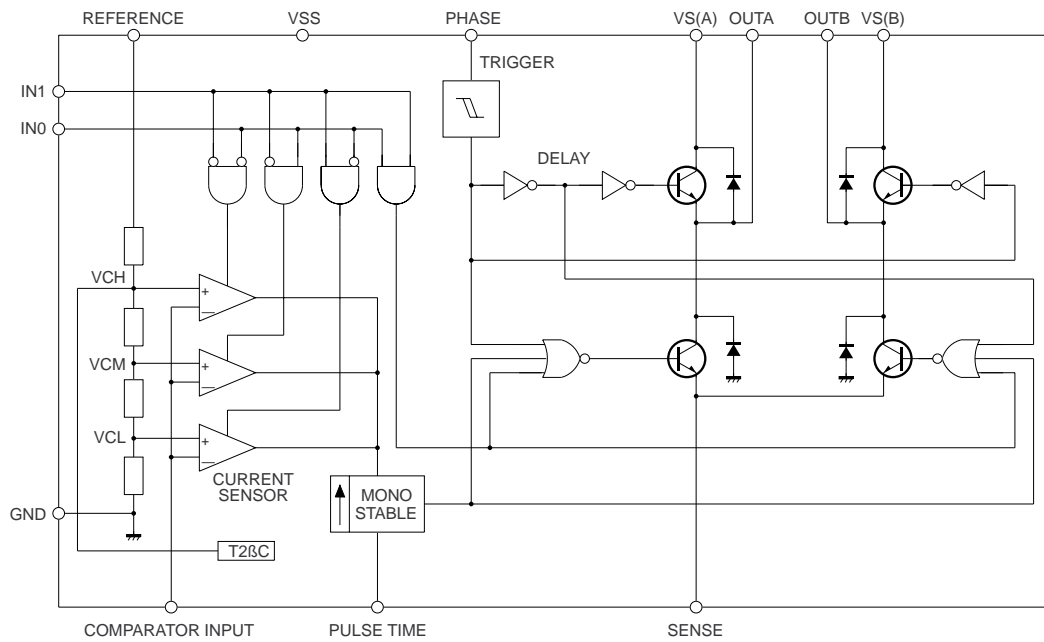 REFERENCE
VSS
PHASE
VS(A)
OUTA
OUTB
VS(B)
TRIGGER
IN1
IN0
DELAY
VCH
+
—
VCM
+
—
VCL
+
—
CURRENT
SENSOR
MONO
STABLE
GND
T2ßC
COMPARATOR INPUT
PULSE TIME
SENSE